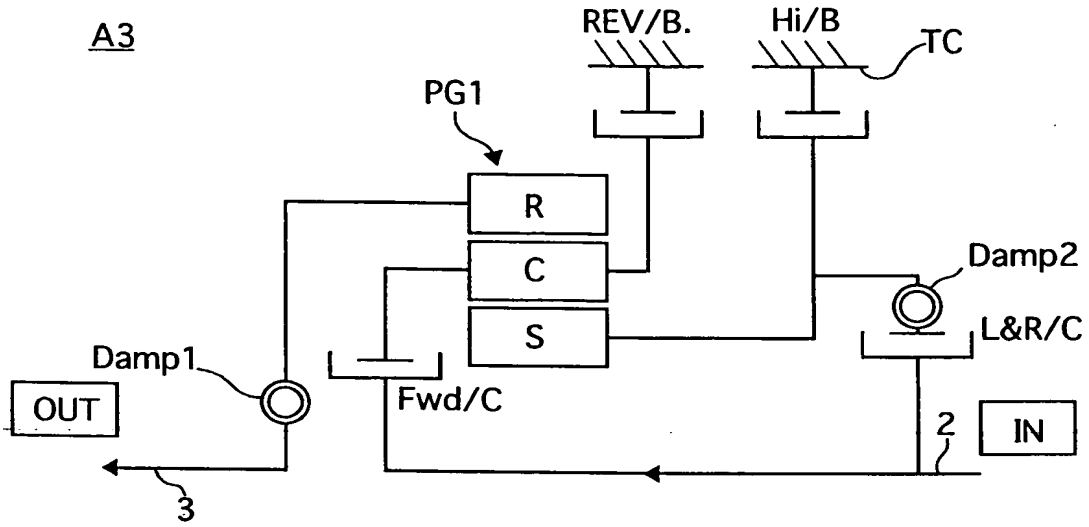 A3
REV/B.
Hi/B
TC
PG1
R
C
S
Damp2
L&R/C
Damp1
Fwd/C
OUT
IN
2
3